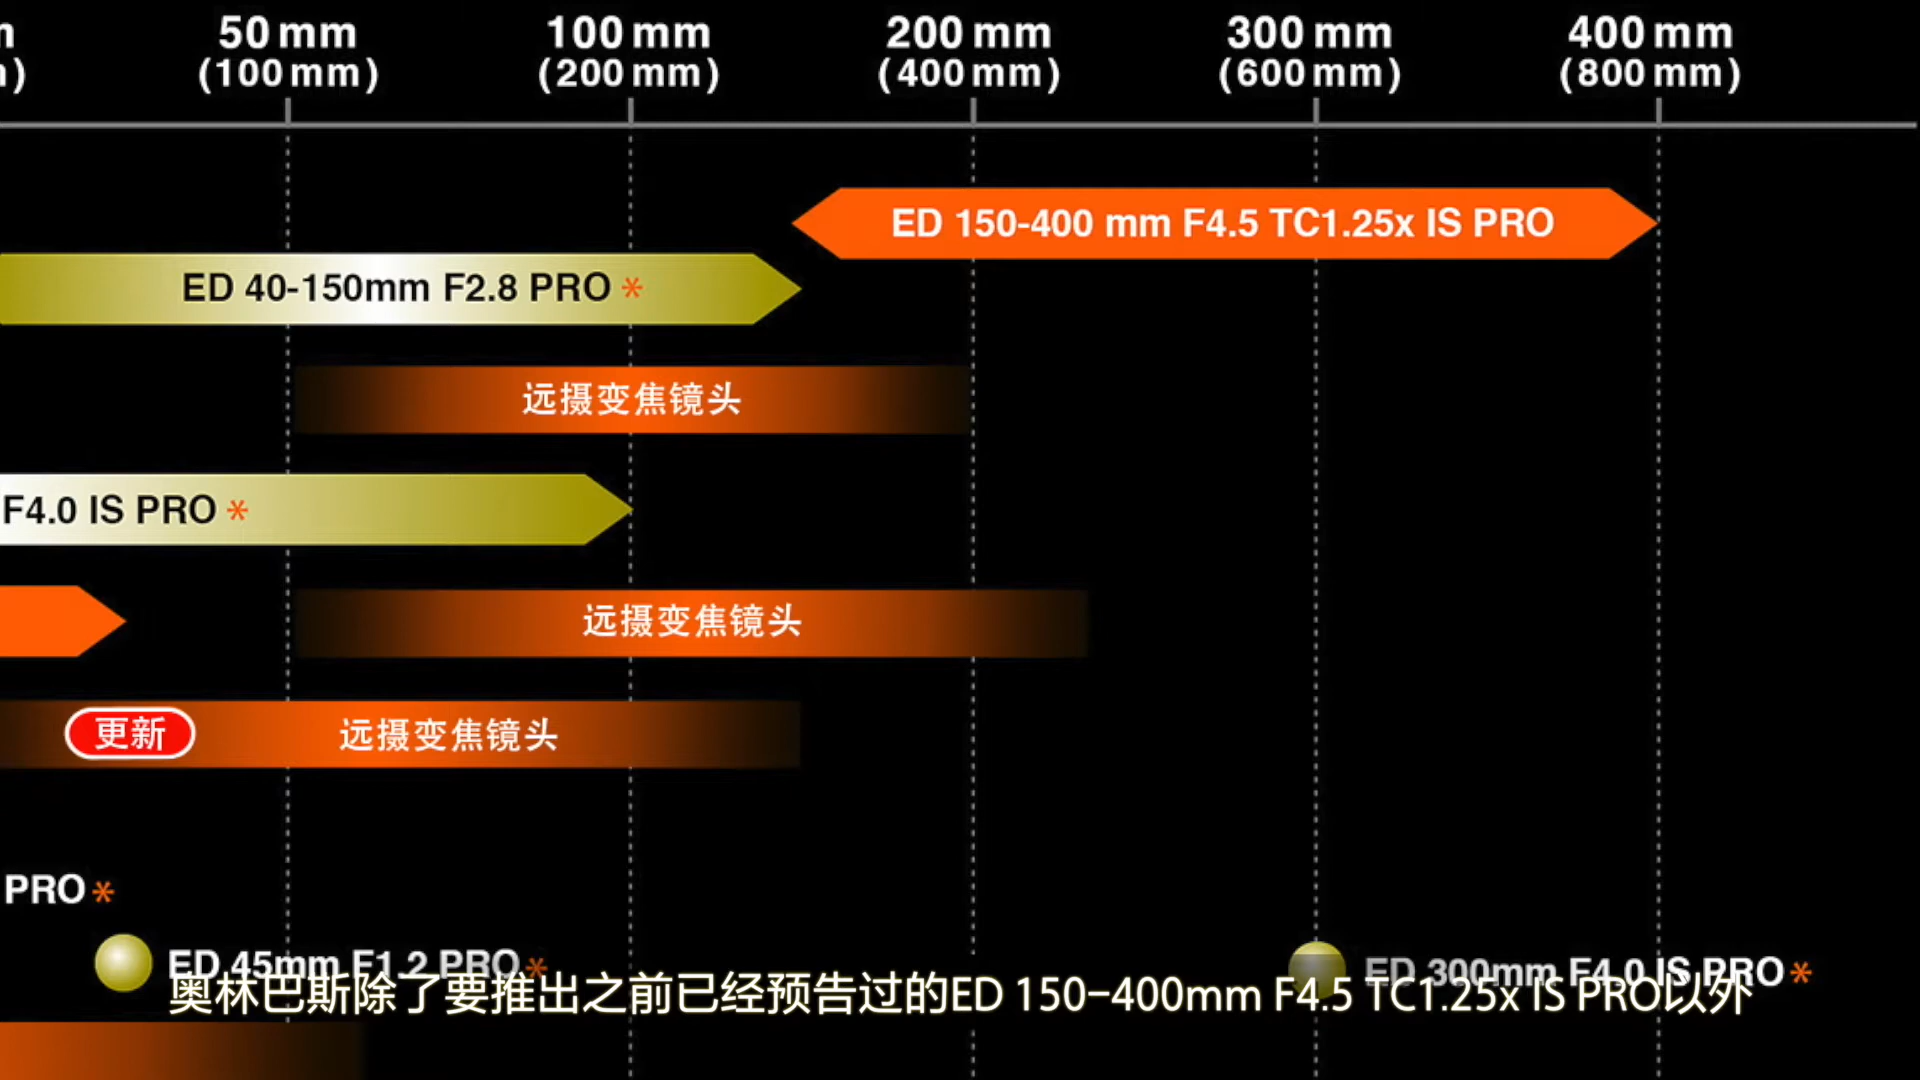 50 mm
(100 mm)
100 mm
(200 mm)
200 mm
(400 mm)
300 mm
(600 mm)
400 mm
(800 mm)
ED 150-400 mm F4.5 TC1.25x IS PRO
ED 40-150mm F2.8 PRO *
远摄变焦镜头
F4.0 IS PRO *
远摄变焦镜头
更新
远摄变焦镜头
PRO *
ED 45mm F1.2 PRO *
ED 300mm F4.0 IS PRO *
奥林巴斯除了要推出之前已经预告过的ED 150-400mm F4.5 TC1.25x IS PRO以外